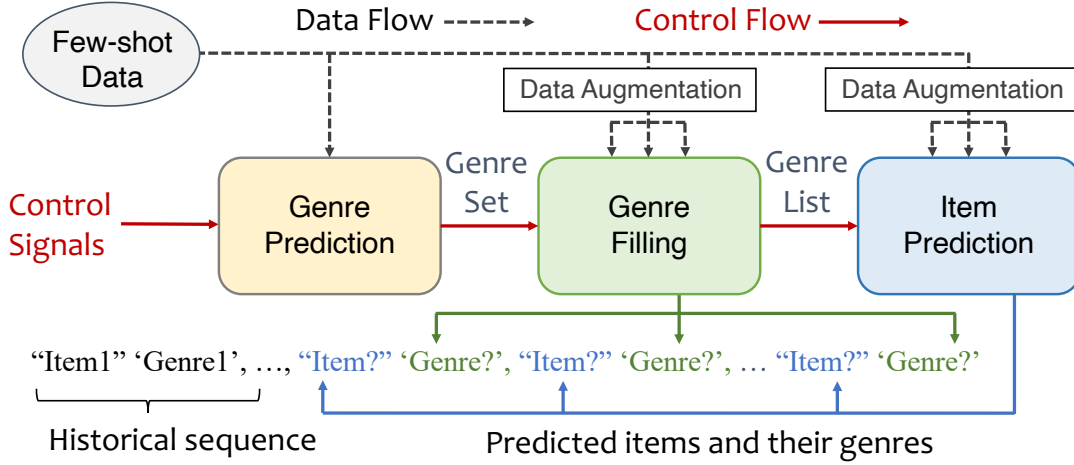 Data Flow
Control Flow
Few-shot
Data
Data Augmentation
Data Augmentation
Control
Signals
Genre
Prediction
Genre
Set
Genre
Filling
Genre
List
Item
Prediction
“Item1” ‘Genre1’, ..., “Item?” ‘Genre?’, “Item?” ‘Genre?’, ... “Item?” ‘Genre?’
Historical sequence
Predicted items and their genres